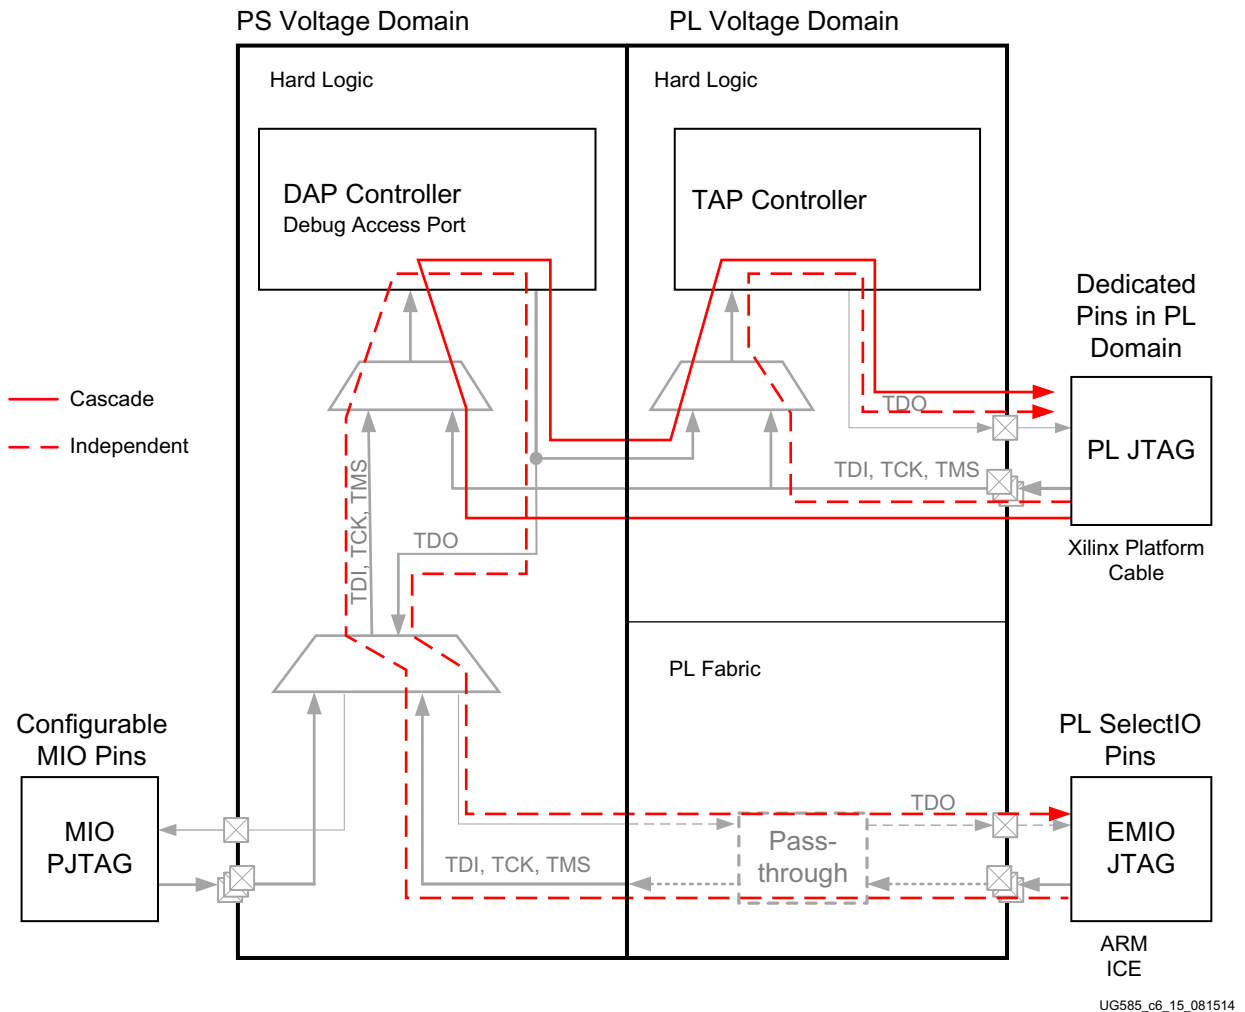 PS Voltage Domain
PL Voltage Domain
Hard Logic
Hard Logic
DAP Controller
Debug Access Port
TAP Controller
Dedicated
Pins in PL
Domain
Cascade
Independent
TDO
PL JTAG
TDI, TCK, TMS
TDI, TCK, TMS
TDO
Xilinx Platform
Cable
PL Fabric
Configurable
MIO Pins
PL SelectIO
Pins
MIO
PJTAG
TDO
Pass-
through
EMIO
JTAG
TDI, TCK, TMS
ARM
ICE
UG585_c6_15_081514